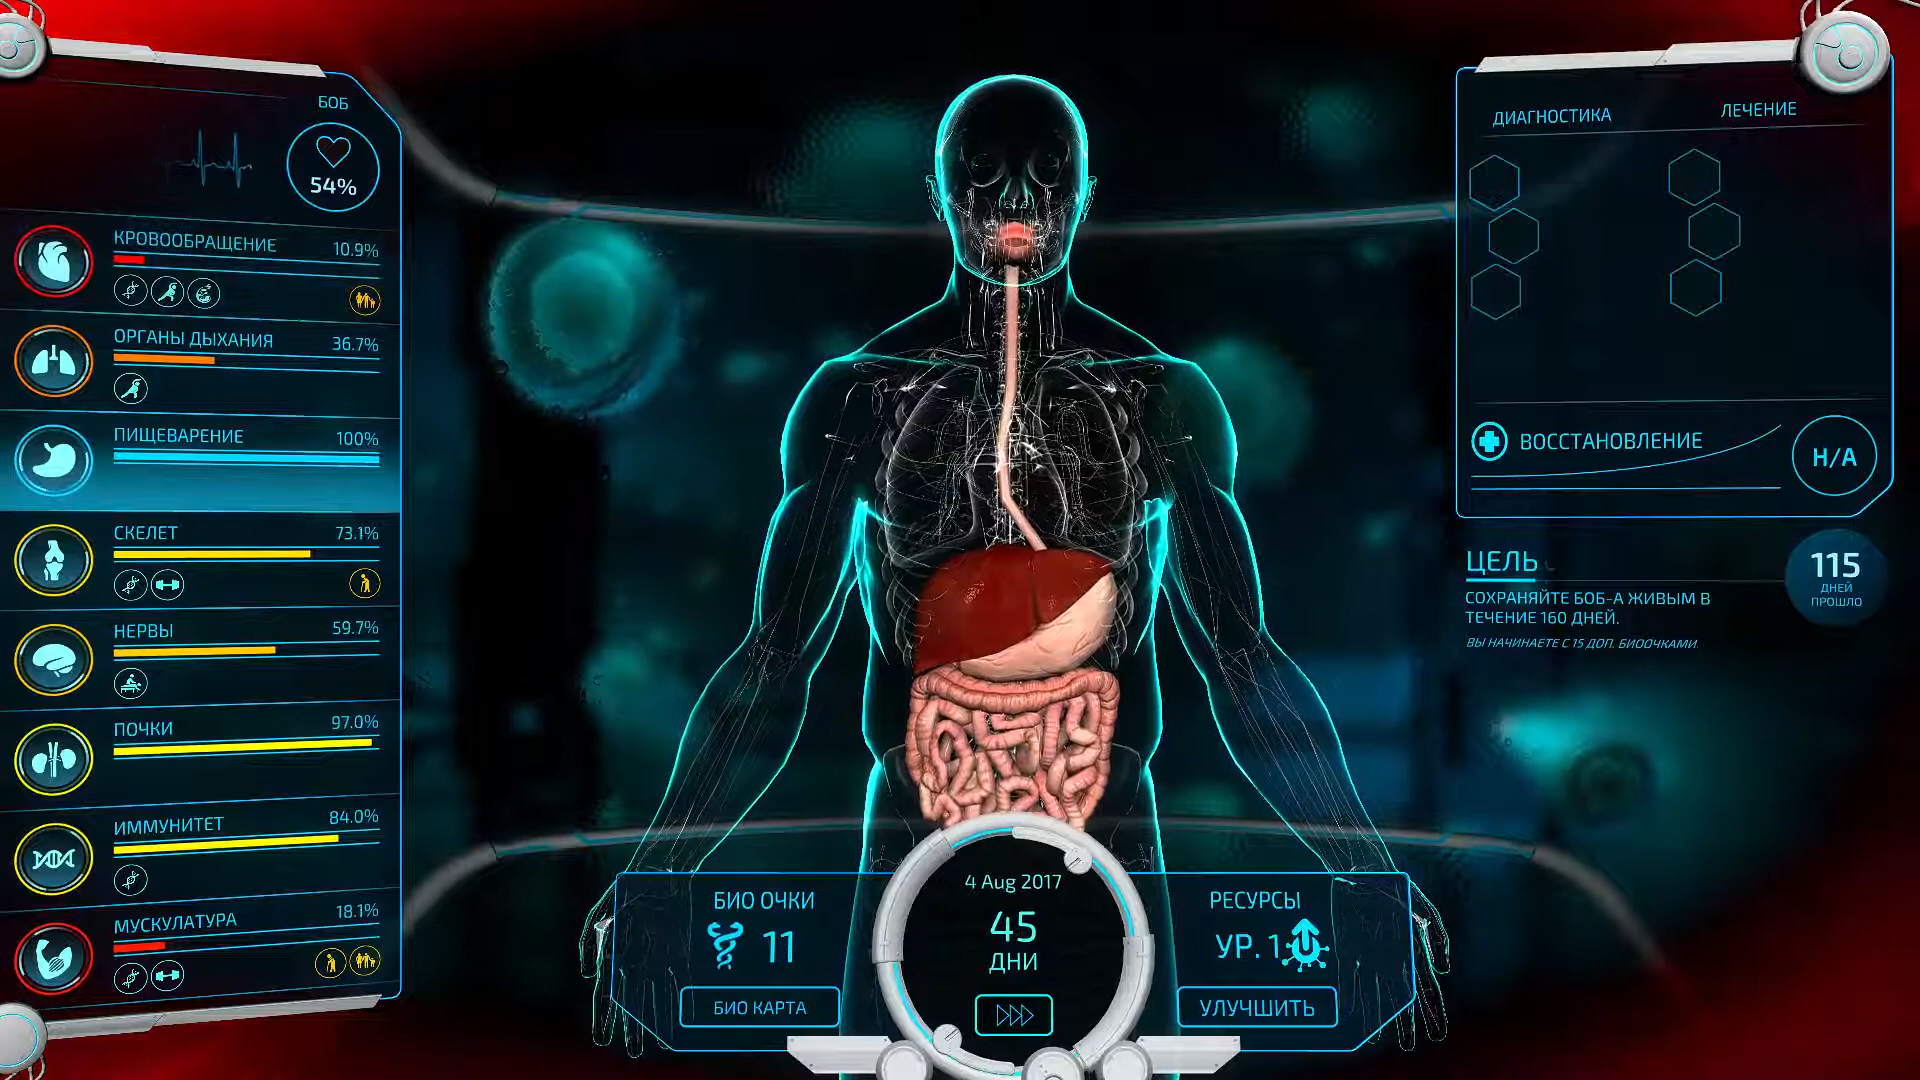 БОБ
54%
КРОВООБРАЩЕНИЕ 10.9%
ОРГАНЫ ДЫХАНИЯ 36.7%
ПИЩЕВАРЕНИЕ 100%
СКЕЛЕТ 73.1%
НЕРВЫ 59.7%
ПОЧКИ 97.0%
ИММУНИТЕТ 84.0%
МУСКУЛАТУРА 18.1%
БИО ОЧКИ
11
БИО КАРТА
4 Aug 2017
45
ДНИ
РЕСУРСЫ
УР. 1
УЛУЧШИТЬ
ДИАГНОСТИКА ЛЕЧЕНИЕ
ВОССТАНОВЛЕНИЕ Н/А
ЦЕЛЬ
СОХРАНЯЙТЕ БОБ-А ЖИВЫМ В
ТЕЧЕНИЕ 160 ДНЕЙ.
ВЫ НАЧИНАЕТЕ С 15 ДОП. БИООЧКАМИ.
115
ДНЕЙ
ПРОШЛО